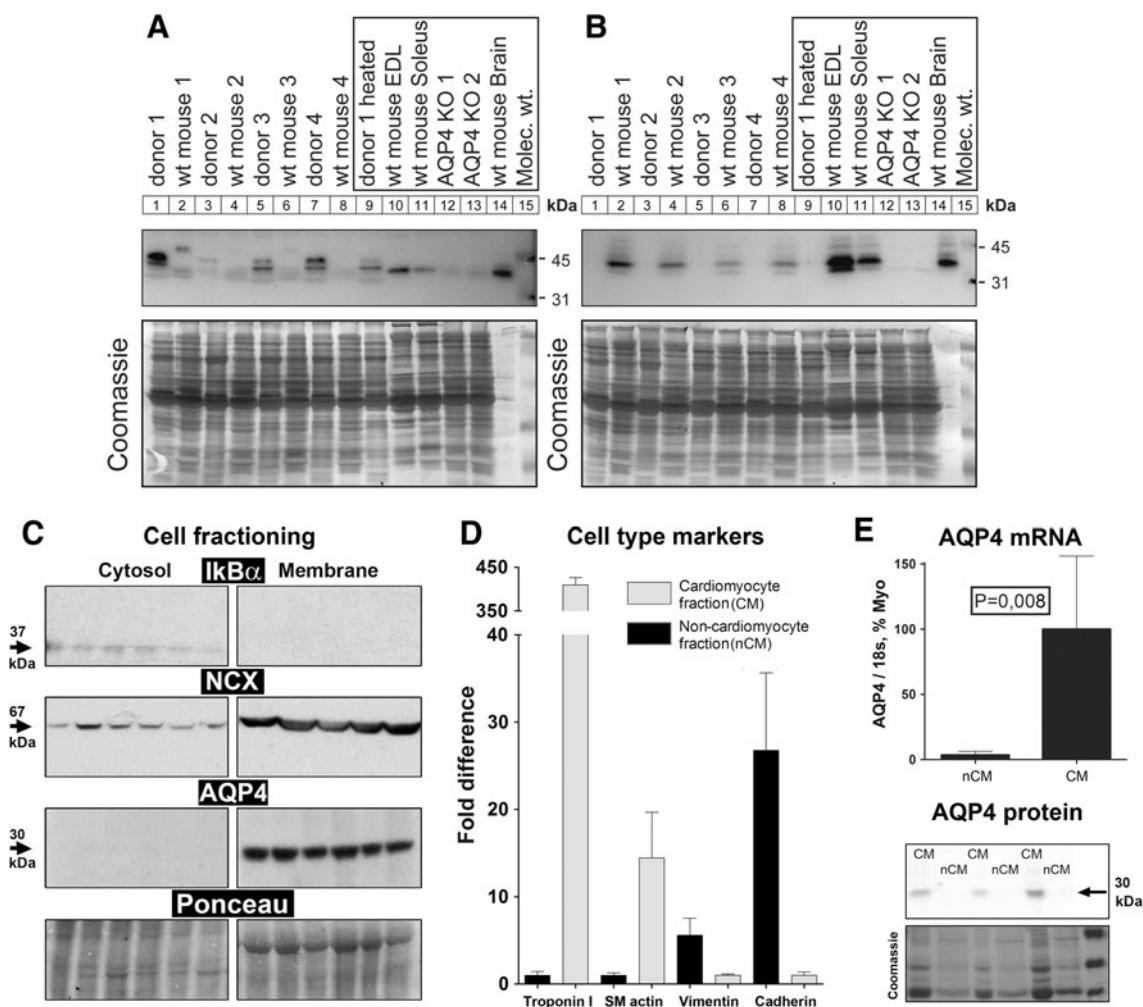 A
donor 1
wt mouse 1
donor 2
wt mouse 2
donor 3
wt mouse 3
donor 4
wt mouse 4
donor 1 heated
wt mouse EDL
wt mouse Soleus
AQP4 KO 1
AQP4 KO 2
wt mouse Brain
Molec. wt.
1 2 3 4 5 6 7 8 9 10 11 12 13 14 15 kDa
45
31
Coomassie
B
donor 1
wt mouse 1
donor 2
wt mouse 2
donor 3
wt mouse 3
donor 4
wt mouse 4
donor 1 heated
wt mouse EDL
wt mouse Soleus
AQP4 KO 1
AQP4 KO 2
wt mouse Brain
Molec. wt.
1 2 3 4 5 6 7 8 9 10 11 12 13 14 15 kDa
45
31
Coomassie
C
Cell fractioning
Cytosol IkBα Membrane
37
kDa
NCX
67
kDa
AQP4
30
kDa
Ponceau
D
Cell type markers
Fold difference
450
350
40
30
20
10
0
Cardiomyocyte
fraction (CM)
Non-cardiomyocyte
fraction (nCM)
Troponin I SM actin Vimentin Cadherin
E
AQP4 mRNA
AQP4 / 18s, % Myo
150
100
50
0
P=0,008
nCM CM
AQP4 protein
CM nCM CM nCM CM nCM
30
kDa
Coomassie